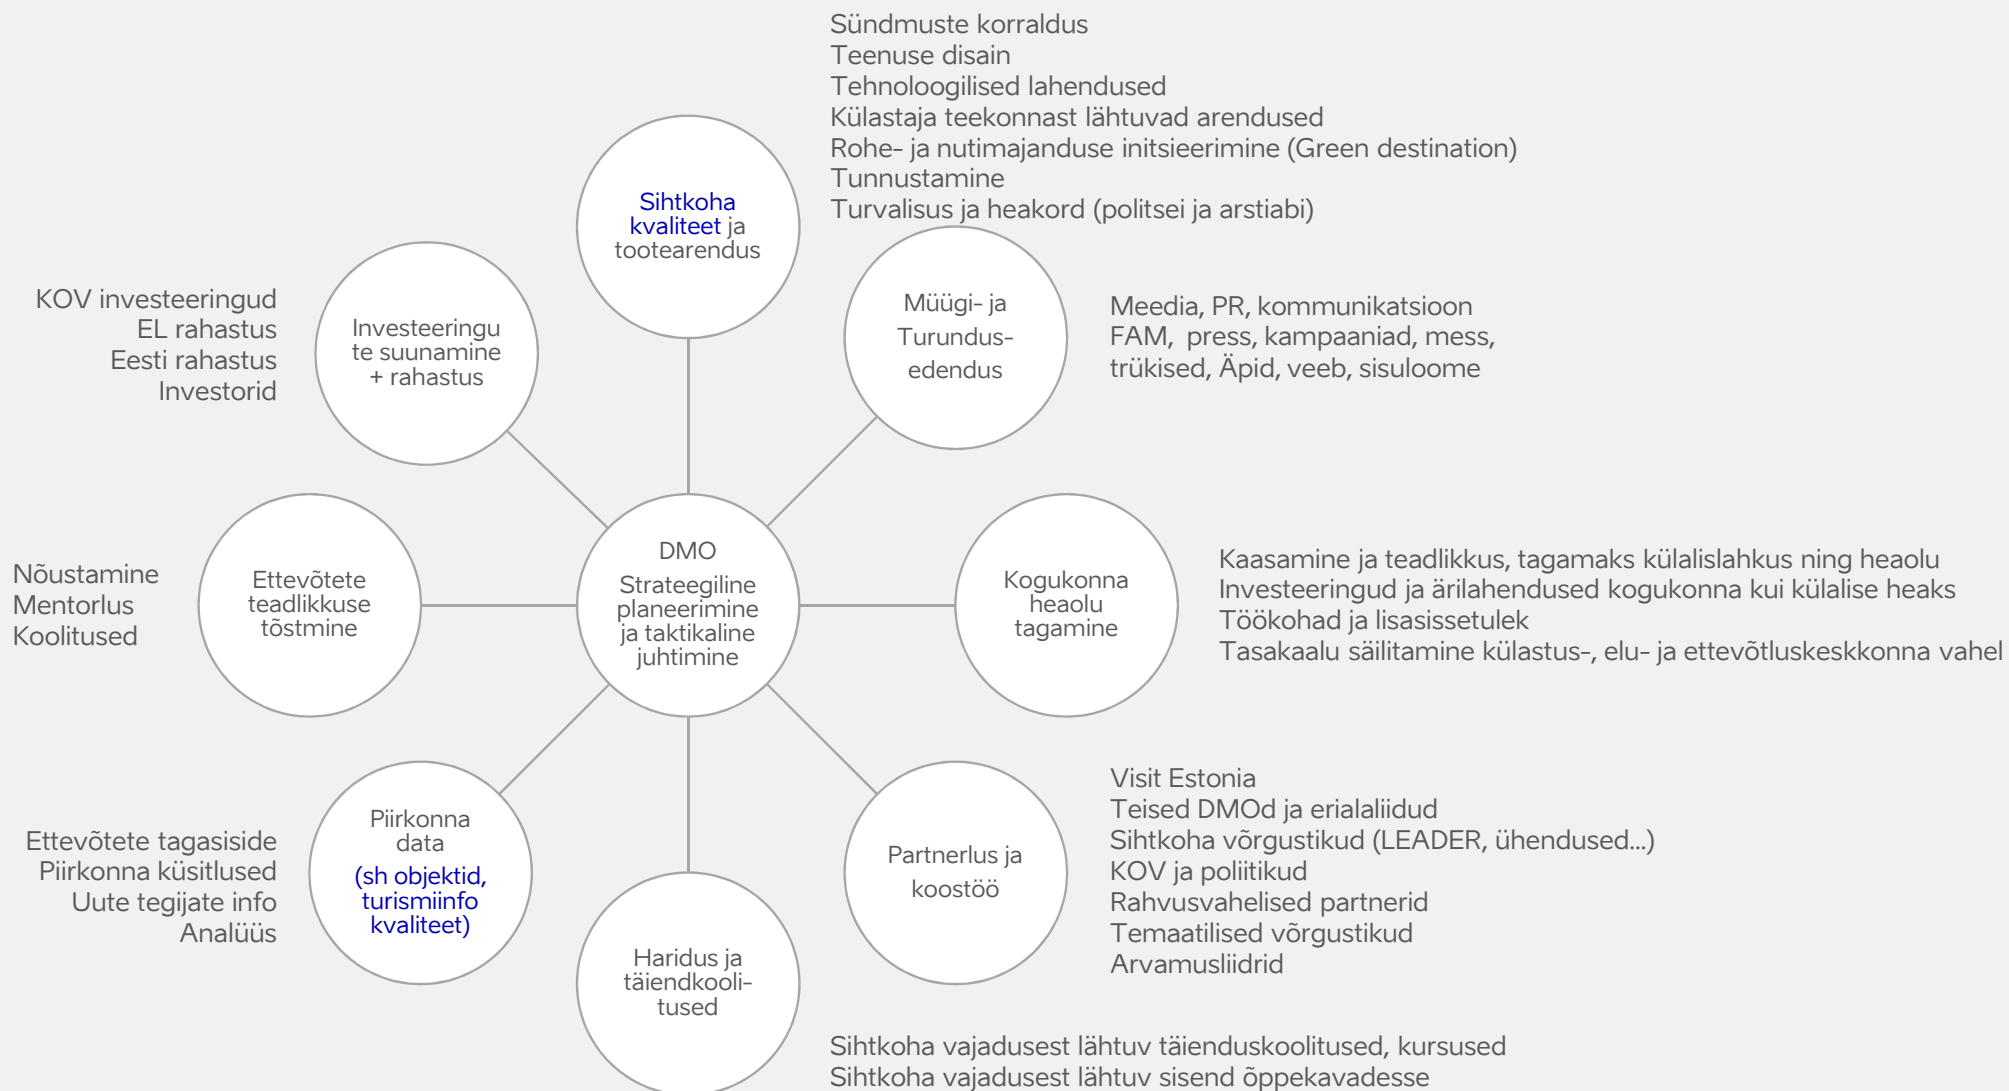 Sündmuste korraldus
Teenuse disain
Tehnoloogilised lahendused
Külastaja teekonnast lähtuvad arendused
Rohe- ja nutimajanduse initsieerimine (Green destination)
Tunnustamine
Turvalisus ja heakord (politsei ja arstiabi)
Sihtkoha
kvaliteet ja
tootearendus
KOV investeeringud
EL rahastus
Eesti rahastus
Investorid
Investeeringu
te suunamine
+ rahastus
Müügi- ja
Turundus-
edendus
Meedia, PR, kommunikatsioon
FAM, press, kampaaniad, mess,
trükised, Äpid, veeb, sisuloome
Nõustamine
Mentorlus
Koolitused
Ettevõtete
teadlikkuse
tõstmine
DMO
Strateegiline
planeerimine
ja taktikaline
juhtimine
Kogukonna
heaolu
tagamine
Kaasamine ja teadlikkus, tagamaks külalislahkus ning heaolu
Investeeringud ja ärilahendused kogukonna kui külalise heaks
Töökohad ja lisasissetulek
Tasakaalu säilitamine külastus-, elu- ja ettevõtluskeskkonna vahel
Ettevõtete tagasiside
Piirkonna küsitlused
Uute tegijate info
Analüüs
Piirkonna
data
(sh objektid,
turismiinfo
kvaliteet)
Partnerlus ja
koostöö
Visit Estonia
Teised DMOd ja erialaliidud
Sihtkoha võrgustikud (LEADER, ühendused...)
KOV ja poliitikud
Rahvusvahelised partnerid
Temaatilised võrgustikud
Arvamusliidrid
Haridus ja
täiendkooli-
tused
Sihtkoha vajadusest lähtuv täienduskoolitused, kursused
Sihtkoha vajadusest lähtuv sisend õppekavadesse